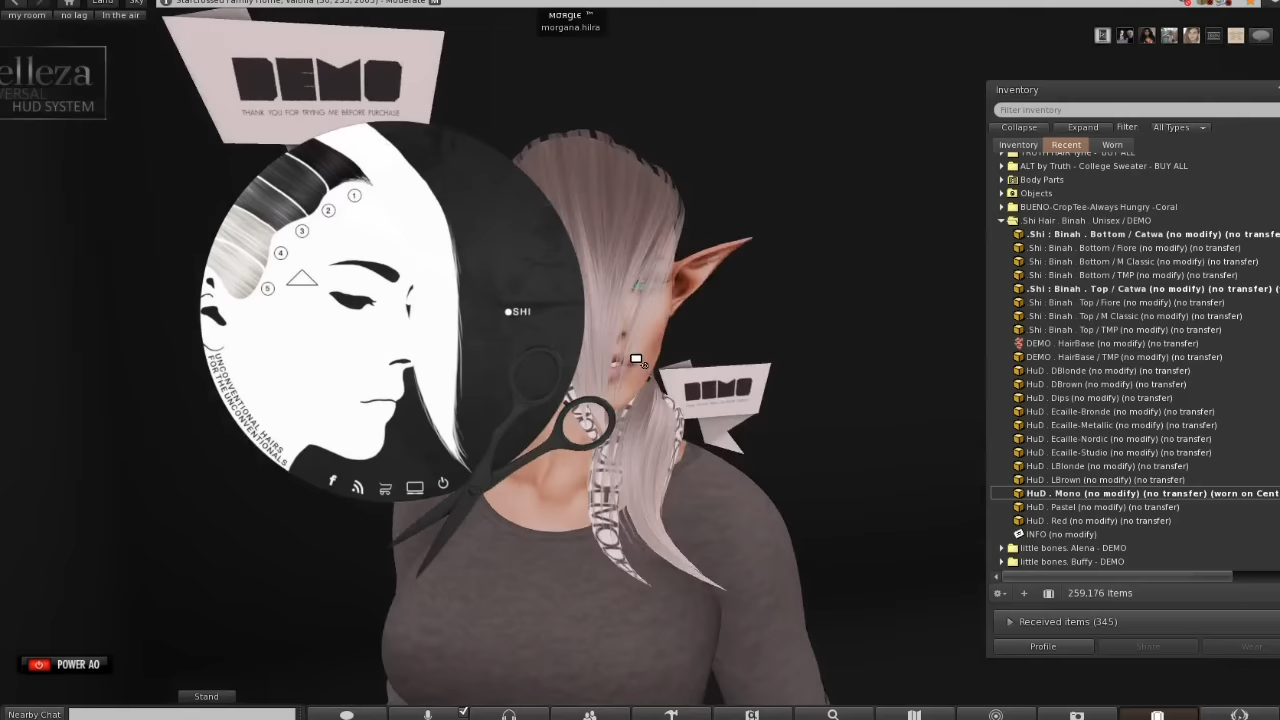 Land
Sky
Starcrossed Family Home, Valuna (50, 233, 2003) - Moderate
my room
no lag
In the air
мσяgιє ™
morgana.hilra
elleza
VERSAL
HUD SYSTEM
DEMO
THANK YOU FOR TRYING ME BEFORE PURCHASE
1
2
3
4
5
SHI
UNCONVENTIONAL HAIRS
FOR THE UNCONVENTIONALS
DEMO
DEMO
Inventory
Filter Inventory
Collapse
Expand
Filter:
All Types
Inventory
Recent
Worn
ALT by Truth - College Sweater - BUY ALL
Body Parts
Objects
BUENO-CropTee-Always Hungry -Coral
.Shi Hair . Binah . Unisex / DEMO
.Shi : Binah . Bottom / Catwa (no modify) (no transfe
.Shi : Binah . Bottom / Fiore (no modify) (no transfer)
.Shi : Binah . Bottom / M Classic (no modify) (no transfer)
.Shi : Binah . Bottom / TMP (no modify) (no transfer)
.Shi : Binah . Top / Catwa (no modify) (no transfer) (
.Shi : Binah . Top / Fiore (no modify) (no transfer)
.Shi : Binah . Top / M Classic (no modify) (no transfer)
.Shi : Binah . Top / TMP (no modify) (no transfer)
DEMO . HairBase (no modify) (no transfer)
DEMO . HairBase / TMP (no modify) (no transfer)
HuD . DBlonde (no modify) (no transfer)
HuD . DBrown (no modify) (no transfer)
HuD . Dips (no modify) (no transfer)
HuD . Ecaille-Bronde (no modify) (no transfer)
HuD . Ecaille-Metallic (no modify) (no transfer)
HuD . Ecaille-Nordic (no modify) (no transfer)
HuD . Ecaille-Studio (no modify) (no transfer)
HuD . LBlonde (no modify) (no transfer)
HuD . LBrown (no modify) (no transfer)
HuD . Mono (no modify) (no transfer) (worn on Cent
HuD . Pastel (no modify) (no transfer)
HuD . Red (no modify) (no transfer)
INFO (no modify)
little bones. Alena - DEMO
little bones. Buffy - DEMO
259,176 Items
Received items (345)
Profile
Share
Wear
POWER AO
Stand
Nearby Chat